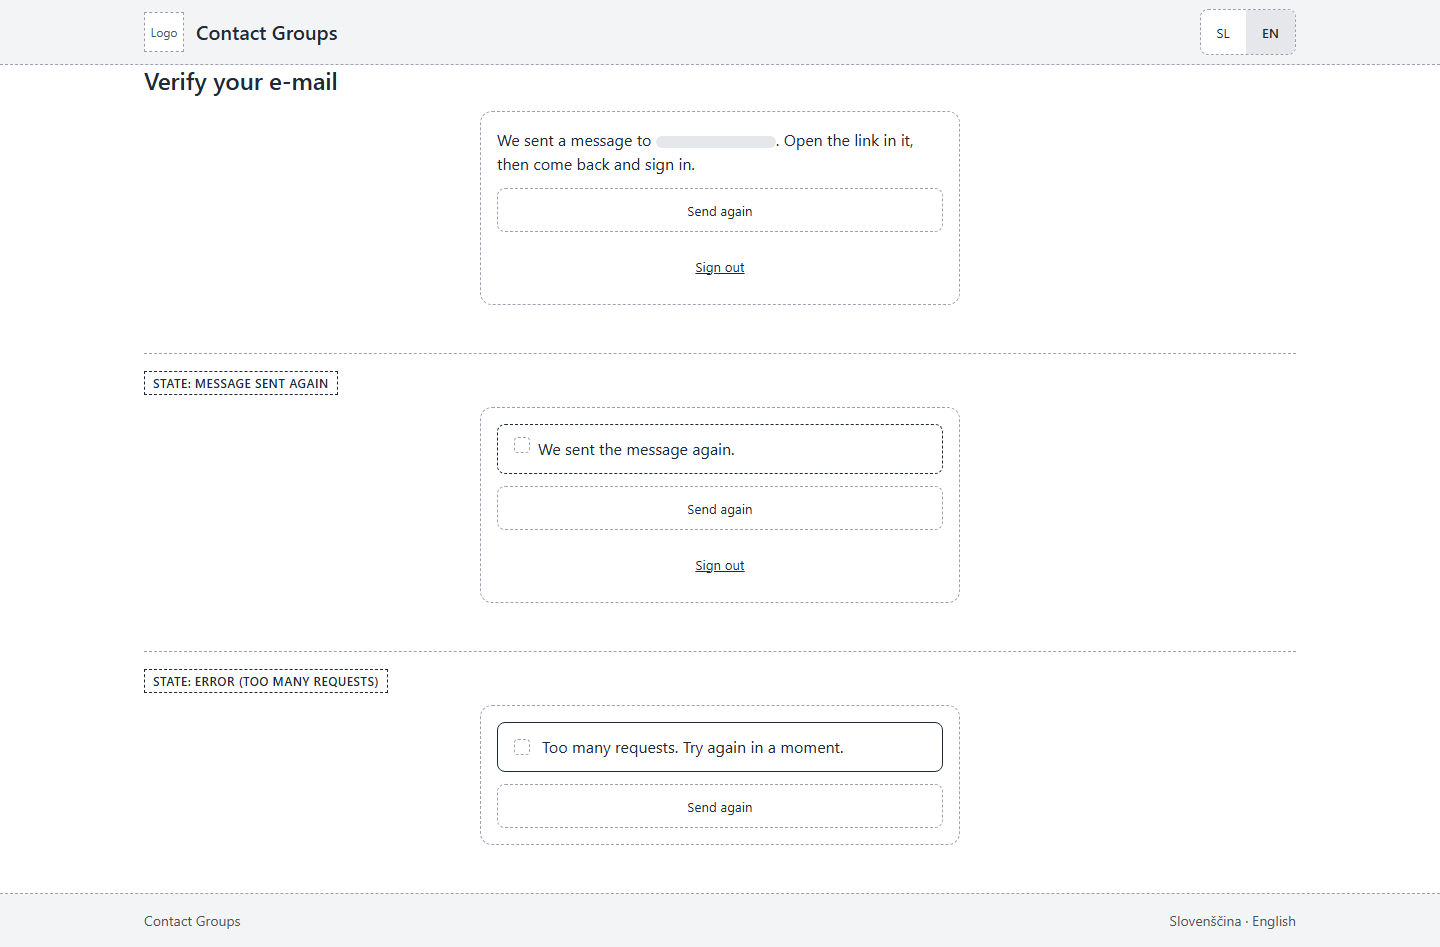 Logo
Contact Groups
SL
EN
Verify your e-mail
We sent a message to . Open the link in it,
then come back and sign in.
Send again
Sign out
STATE: MESSAGE SENT AGAIN
We sent the message again.
Send again
Sign out
STATE: ERROR (TOO MANY REQUESTS)
Too many requests. Try again in a moment.
Send again
Contact Groups
Slovenščina · English